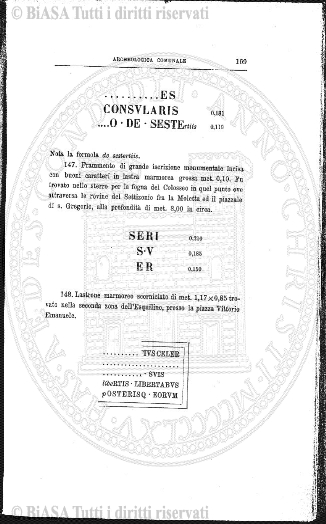 © BIASA Tutti i diritti riservati
ARCHEOLOGICA COMUNALE 169
..........ES
CONSVLARIS 0,181
....O · DE · SESTErtiis 0,110
Nota la formola de sestertiis.
147. Frammento di grande iscrizione monumentale incisa
con buoni caratteri in lastra marmorea grossa met. 0,10. Fu
trovato nello sterro per la fogna del Colosseo in quel punto ove
attraversa le rovine del Settizonio fra la Moletta ed il piazzale
di s. Gregorio, alla profondità di met. 8,00 in circa.
SERI 0.210
S·V 0,185
ER 0,150
148. Lastrone marmoreo scorniciato di met. 1,17×0,85 tro-
vato nella seconda zona dell'Esquilino, presso la piazza Vittorio
Emanuele.
.......... IVS CELER
....................
........... · SVIS
libeRTIS · LIBERTABVS
pOSTERISQ · EORVM
© BIASA Tutti i diritti riservati